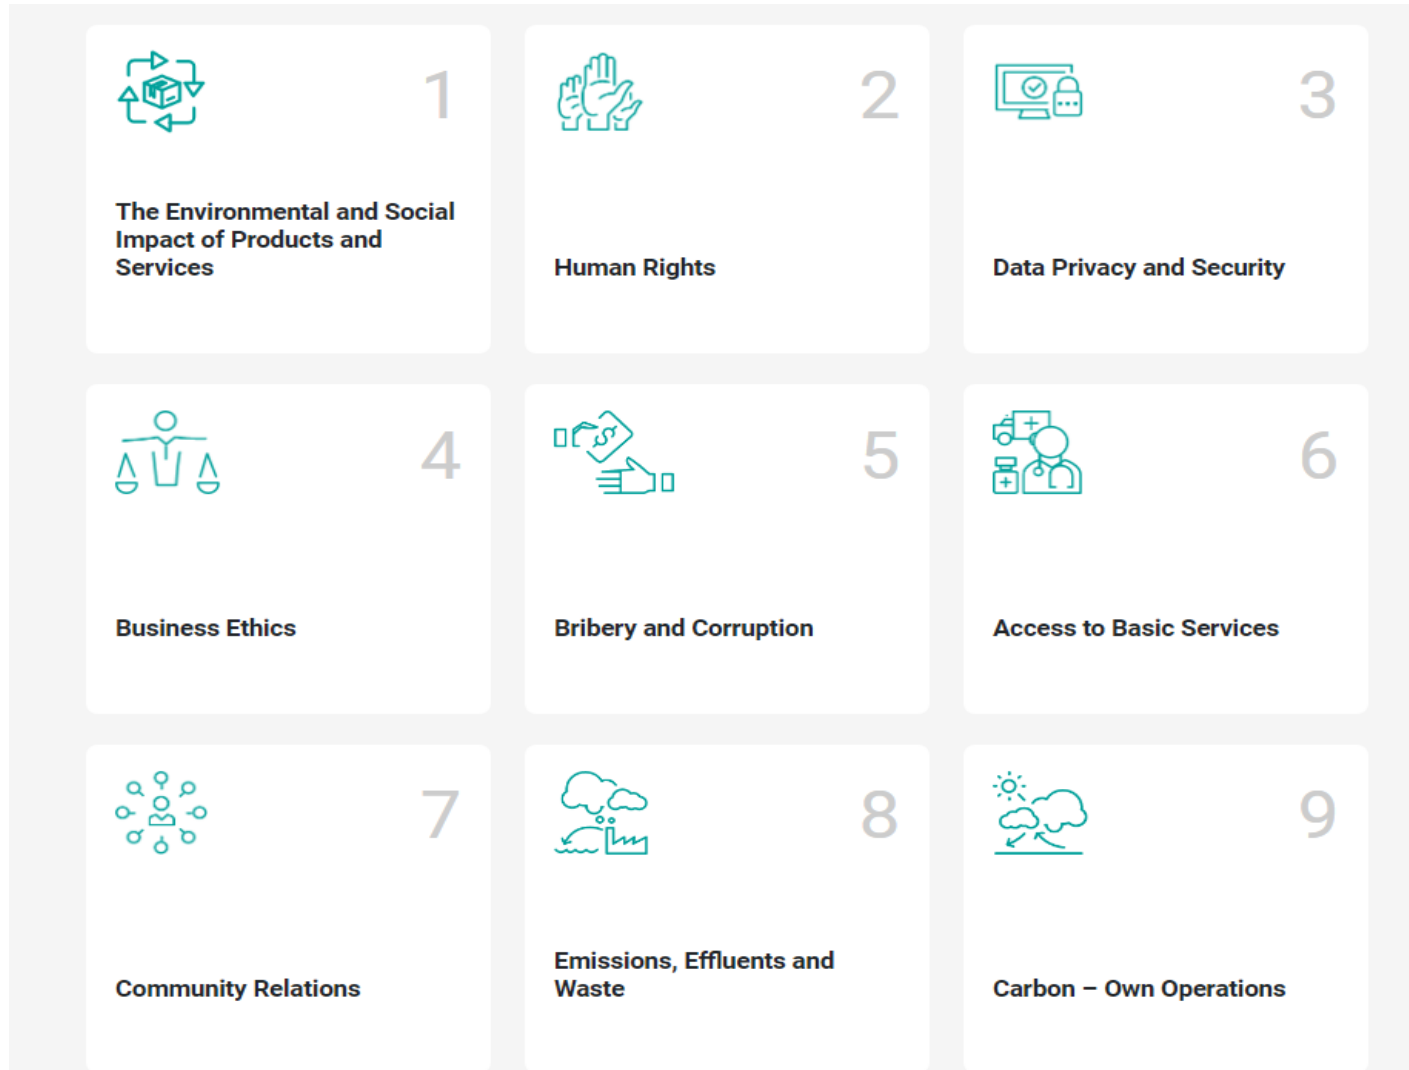 1
The Environmental and Social
Impact of Products and
Services
2
Human Rights
3
Data Privacy and Security
4
Business Ethics
5
Bribery and Corruption
6
Access to Basic Services
7
Community Relations
8
Emissions, Effluents and
Waste
9
Carbon – Own Operations